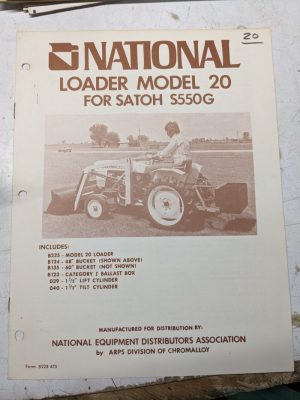 20
NATIONAL
LOADER MODEL 20
FOR SATOH S550G
INCLUDES:
B225 - MODEL 20 LOADER
B124 - 48" BUCKET (SHOWN ABOVE)
B135 - 60" BUCKET (NOT SHOWN)
B122 - CATEGORY I BALLAST BOX
039 - 1½" LIFT CYLINDER
040 - 1½" TILT CYLINDER
MANUFACTURED FOR DISTRIBUTION BY:
NATIONAL EQUIPMENT DISTRIBUTORS ASSOCIATION
by ARPS DIVISION OF CHROMALLOY
Form